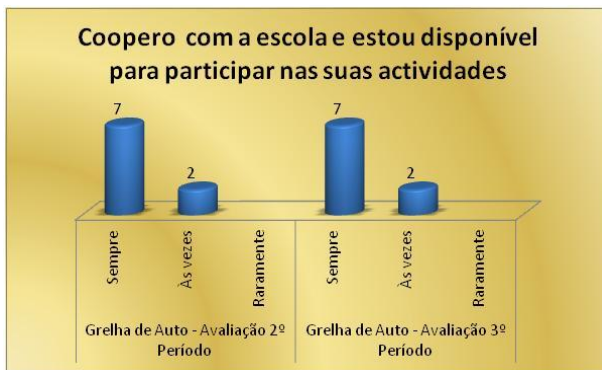 Coopero com a escola e estou disponível
para participar nas suas actividades
7
2
7
2
Sempre
Às vezes
Raramente
Sempre
Às vezes
Raramente
Grelha de Auto - Avaliação 2º
Período
Grelha de Auto - Avaliação 3º
Período